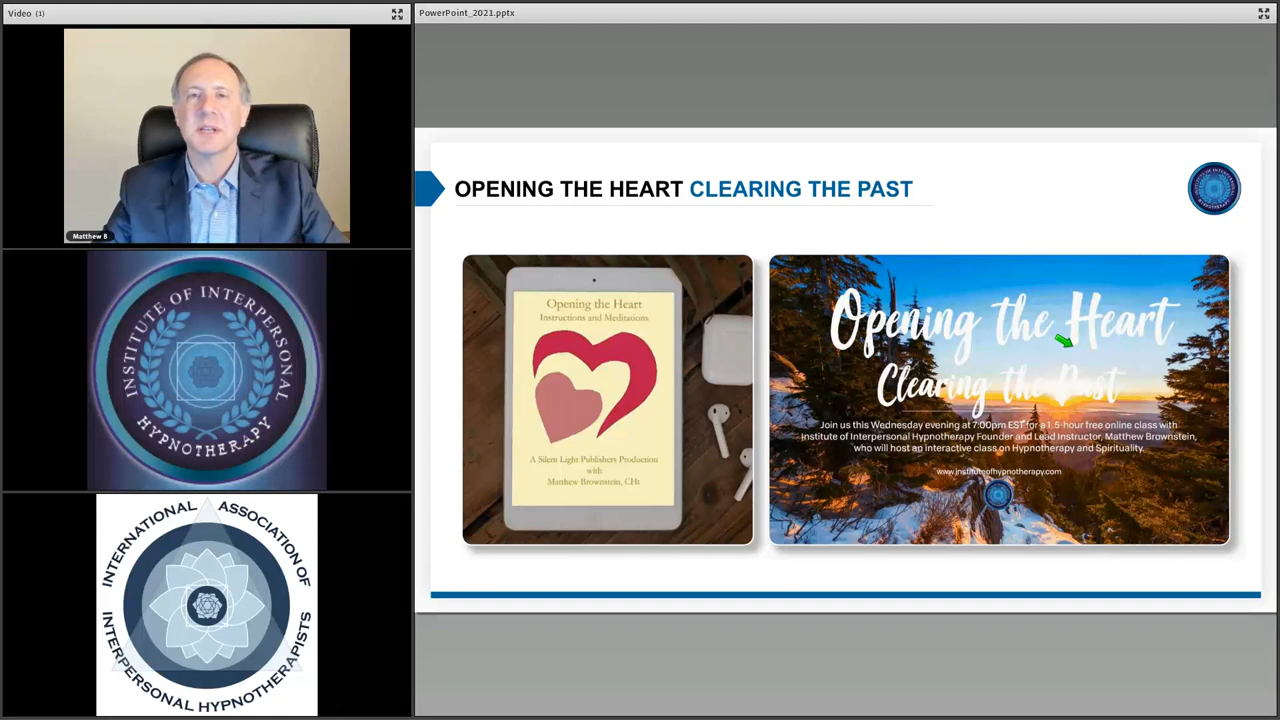 Video (1)
Matthew B
INSTITUTE OF INTERPERSONAL
HYPNOTHERAPY
INTERNATIONAL ASSOCIATION OF
INTERPERSONAL HYPNOTHERAPISTS
PowerPoint_2021.pptx
OPENING THE HEART CLEARING THE PAST
Opening the Heart
Instructions and Meditations
A Silent Light Publishers Production
with
Matthew Brownstein, CHt
Opening the Heart
Clearing the Past
Join us this Wednesday evening at 7:00pm EST for a 1.5-hour free online class with
Institute of Interpersonal Hypnotherapy Founder and Lead Instructor, Matthew Brownstein,
who will host an interactive class on Hypnotherapy and Spirituality.
www.instituteofhypnotherapy.com